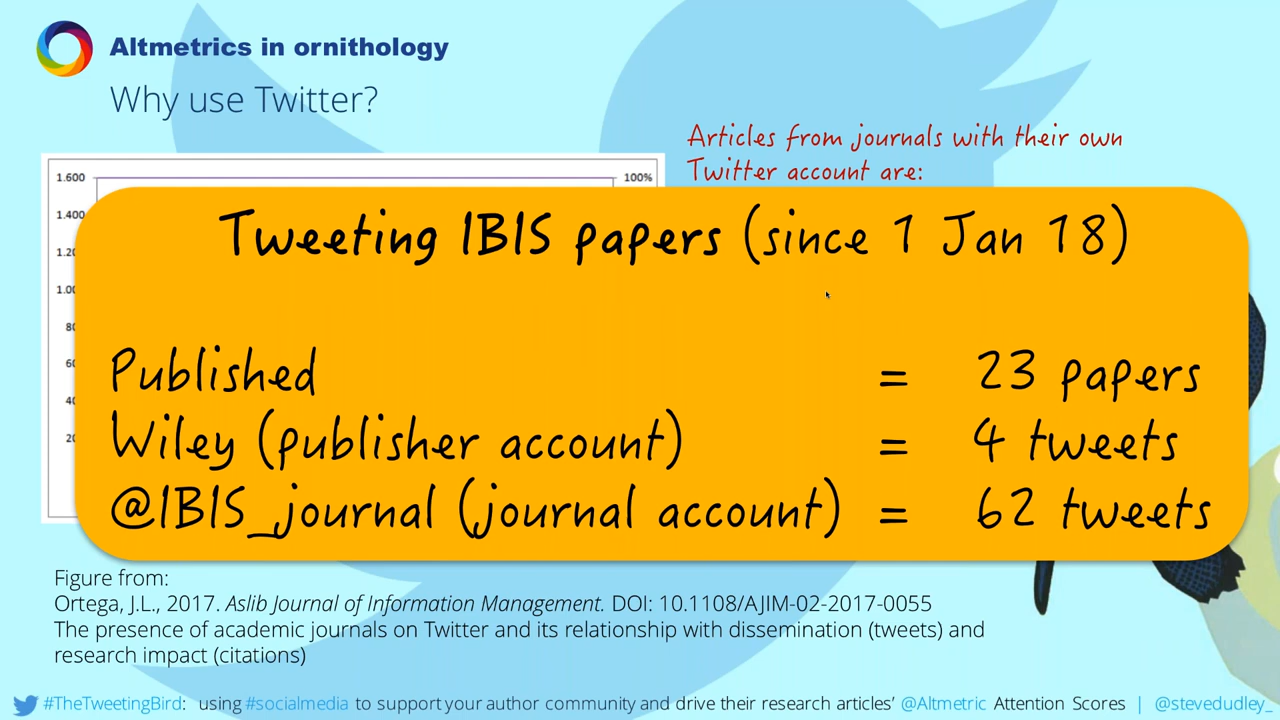 Altmetrics in ornithology
Why use Twitter?
Articles from journals with their own
Twitter account are:
1.600
100%
1.400
Tweeting IBIS papers (since 1 Jan 18)
Published = 23 papers
Wiley (publisher account) = 4 tweets
@IBIS_journal (journal account) = 62 tweets
Figure from:
Ortega, J.L., 2017. Aslib Journal of Information Management. DOI: 10.1108/AJIM-02-2017-0055
The presence of academic journals on Twitter and its relationship with dissemination (tweets) and
research impact (citations)
#TheTweetingBird: using #socialmedia to support your author community and drive their research articles' @Altmetric Attention Scores | @stevedudley_